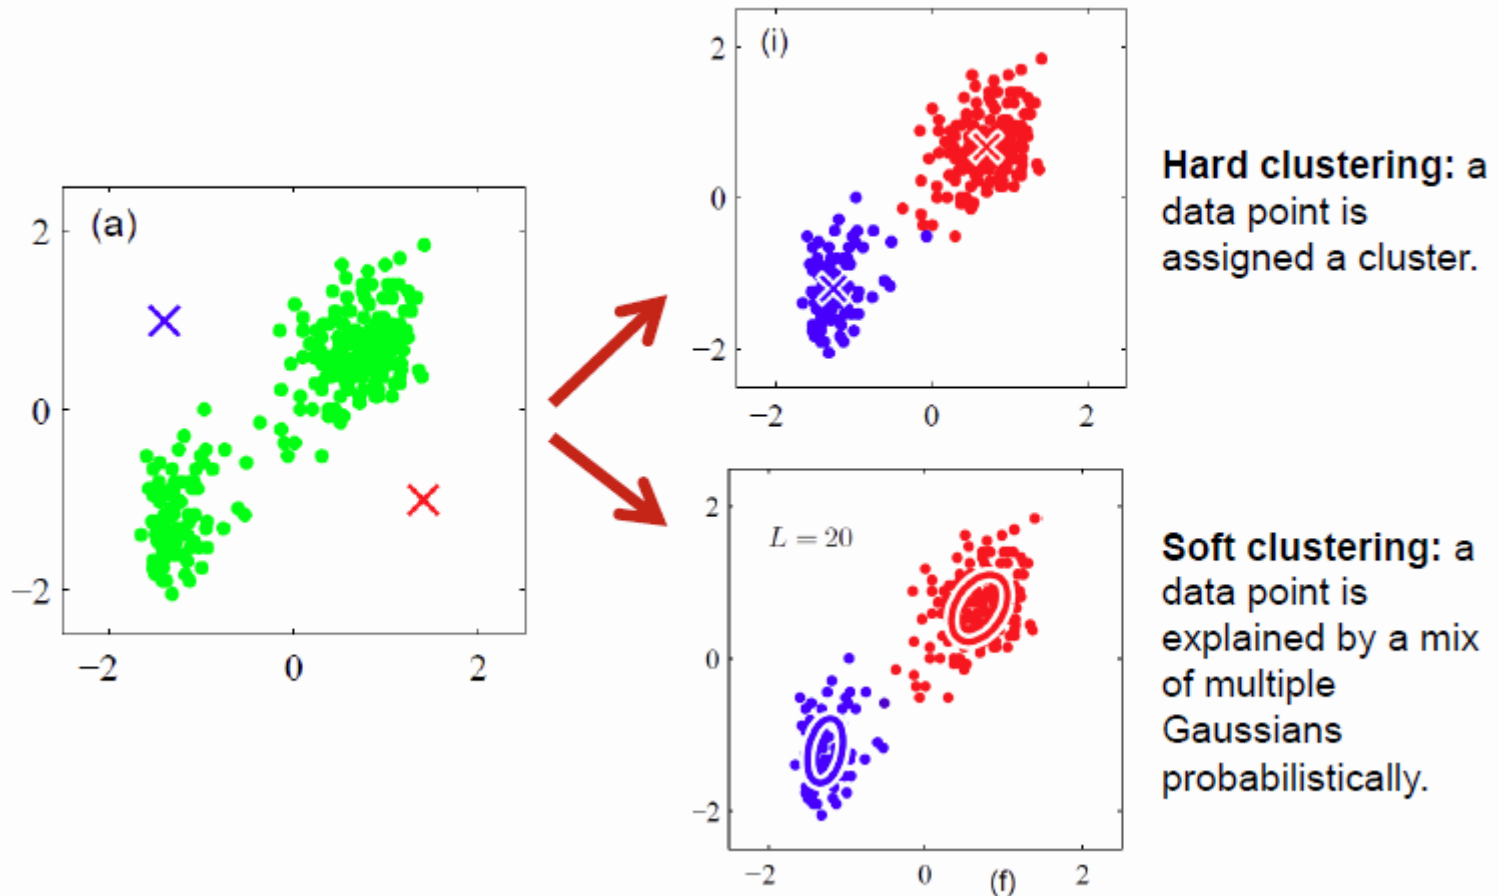 (a)
2
0
−2
−2
0
2
(i)
2
0
−2
−2
0
2
Hard clustering: a
data point is
assigned a cluster.
L = 20
2
0
−2
−2
0
(f)
2
Soft clustering: a
data point is
explained by a mix
of multiple
Gaussians
probabilistically.